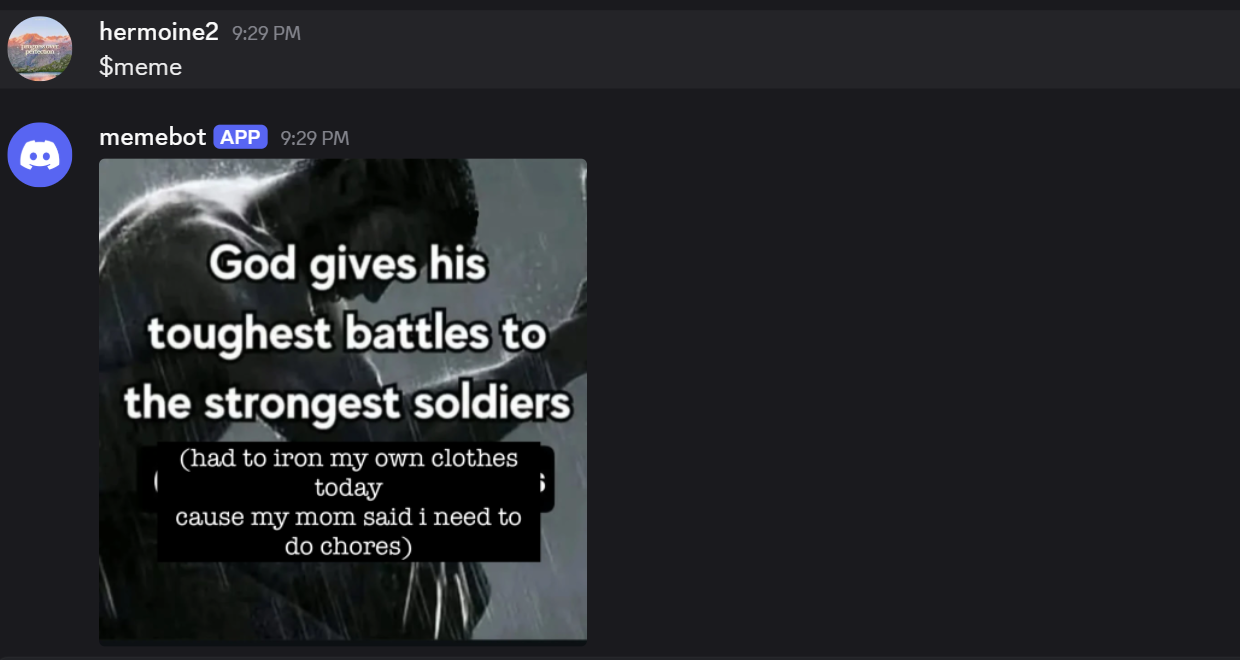 hermoine2 9:29 PM
$meme
memebot APP 9:29 PM
God gives his
toughest battles to
the strongest soldiers
(had to iron my own clothes
today
cause my mom said i need to
do chores)